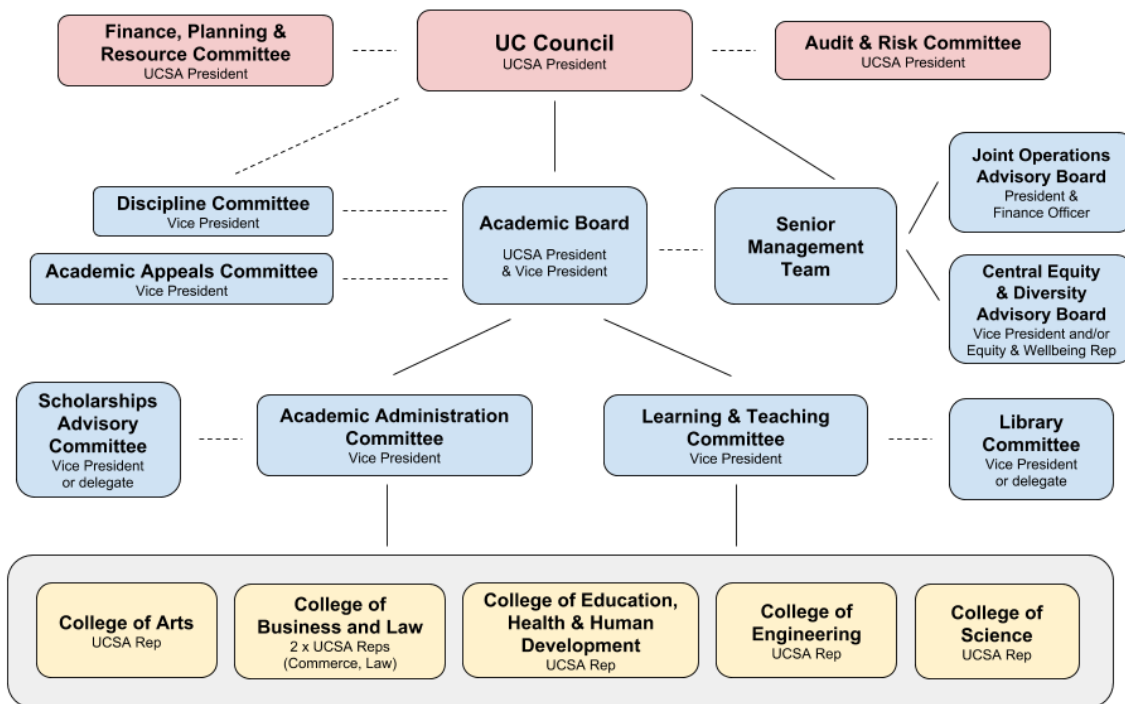 Finance, Planning &
Resource Committee
UCSA President
UC Council
UCSA President
Audit & Risk Committee
UCSA President
Discipline Committee
Vice President
Academic Appeals Committee
Vice President
Academic Board
UCSA President
& Vice President
Senior
Management
Team
Joint Operations
Advisory Board
President &
Finance Officer
Central Equity
& Diversity
Advisory Board
Vice President and/or
Equity & Wellbeing Rep
Scholarships
Advisory
Committee
Vice President
or delegate
Academic Administration
Committee
Vice President
Learning & Teaching
Committee
Vice President
Library
Committee
Vice President
or delegate
College of Arts
UCSA Rep
College of
Business and Law
2 x UCSA Reps
(Commerce, Law)
College of Education,
Health & Human
Development
UCSA Rep
College of
Engineering
UCSA Rep
College of
Science
UCSA Rep